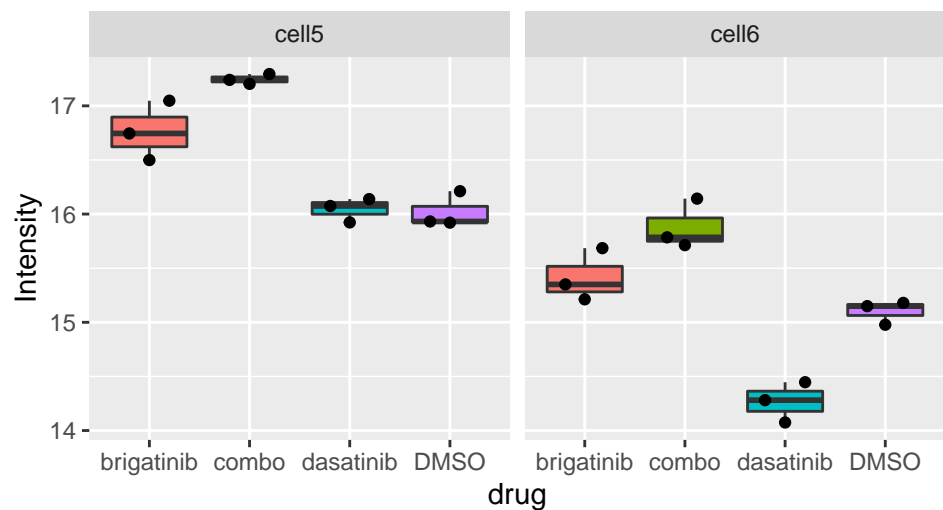 cell5 cell6
17
16
15
14
Intensity
brigatinib combo dasatinib DMSO brigatinib combo dasatinib DMSO
drug